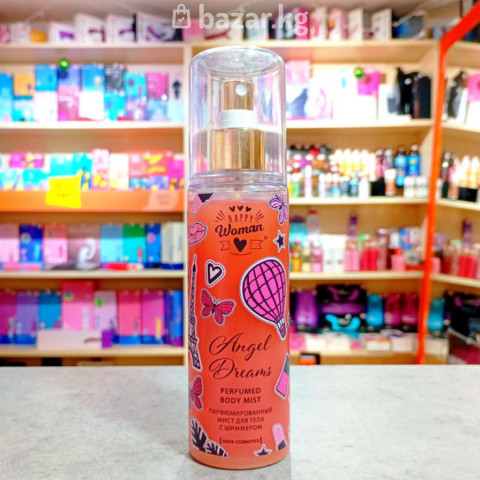 bazar.kg
HAPPY
Woman
Angel
Dreams
PERFUMED
BODY MIST
ПАРФЮМИРОВАННЫЙ
МИСТ ДЛЯ ТЕЛА
С ШИММЕРОМ